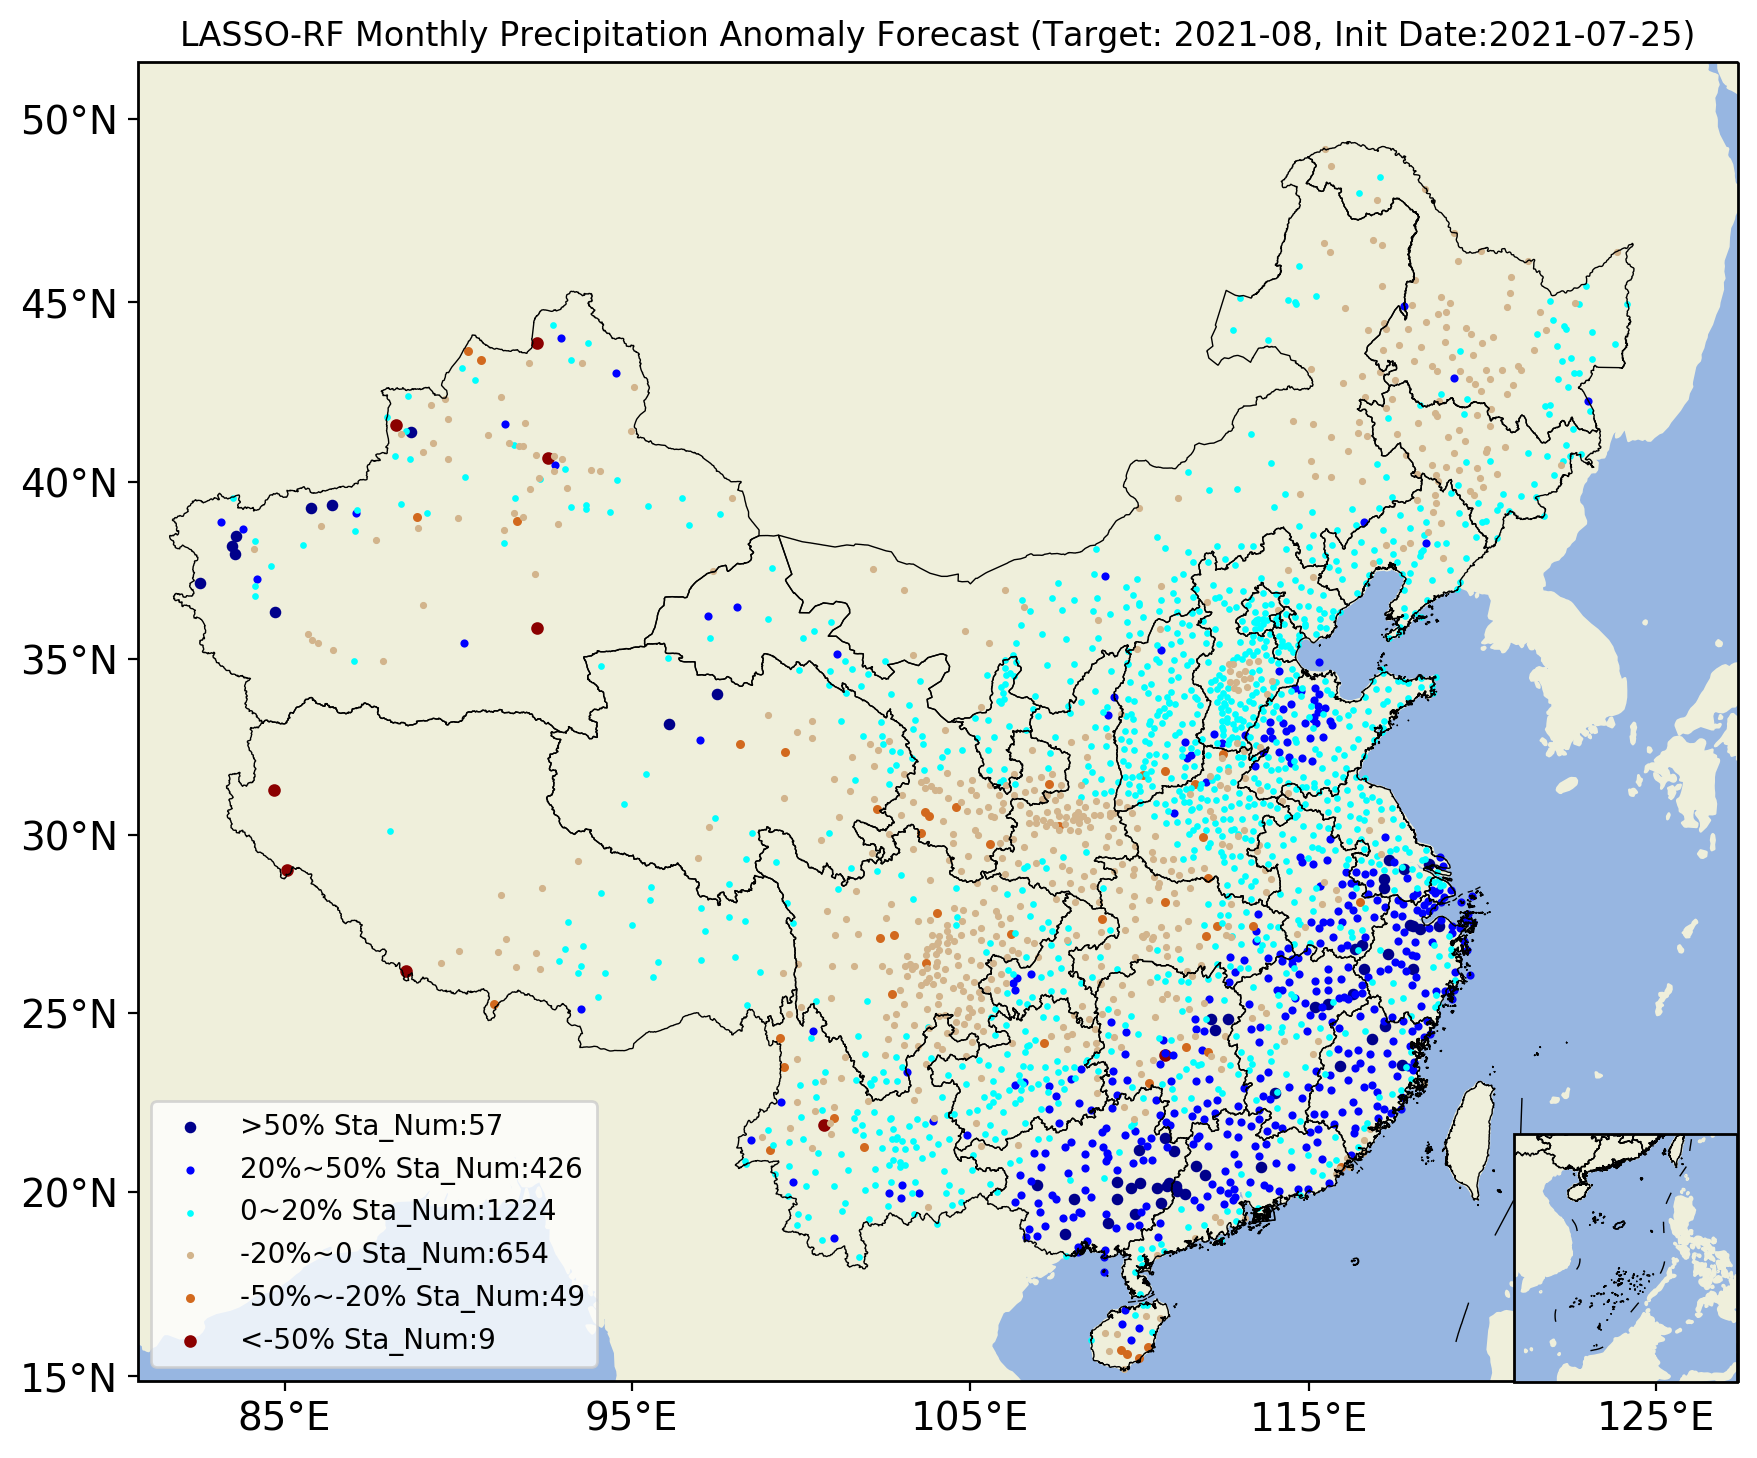 LASSO-RF Monthly Precipitation Anomaly Forecast (Target: 2021-08, Init Date:2021-07-25)
50°N
45°N
40°N
35°N
30°N
25°N
20°N
15°N
>50% Sta_Num:57
20%~50% Sta_Num:426
0~20% Sta_Num:1224
-20%~0 Sta_Num:654
-50%~-20% Sta_Num:49
<-50% Sta_Num:9
85°E
95°E
105°E
115°E
125°E